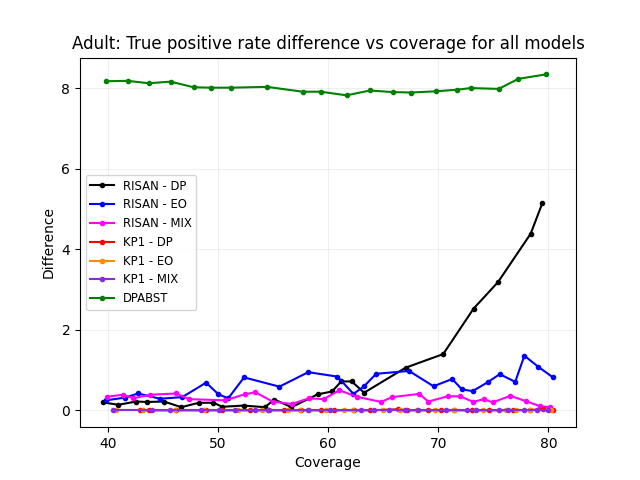 Adult: True positive rate difference vs coverage for all models
8
6
4
2
0
Difference
RISAN - DP
RISAN - EO
RISAN - MIX
KP1 - DP
KP1 - EO
KP1 - MIX
DPABST
40 50 60 70 80
Coverage